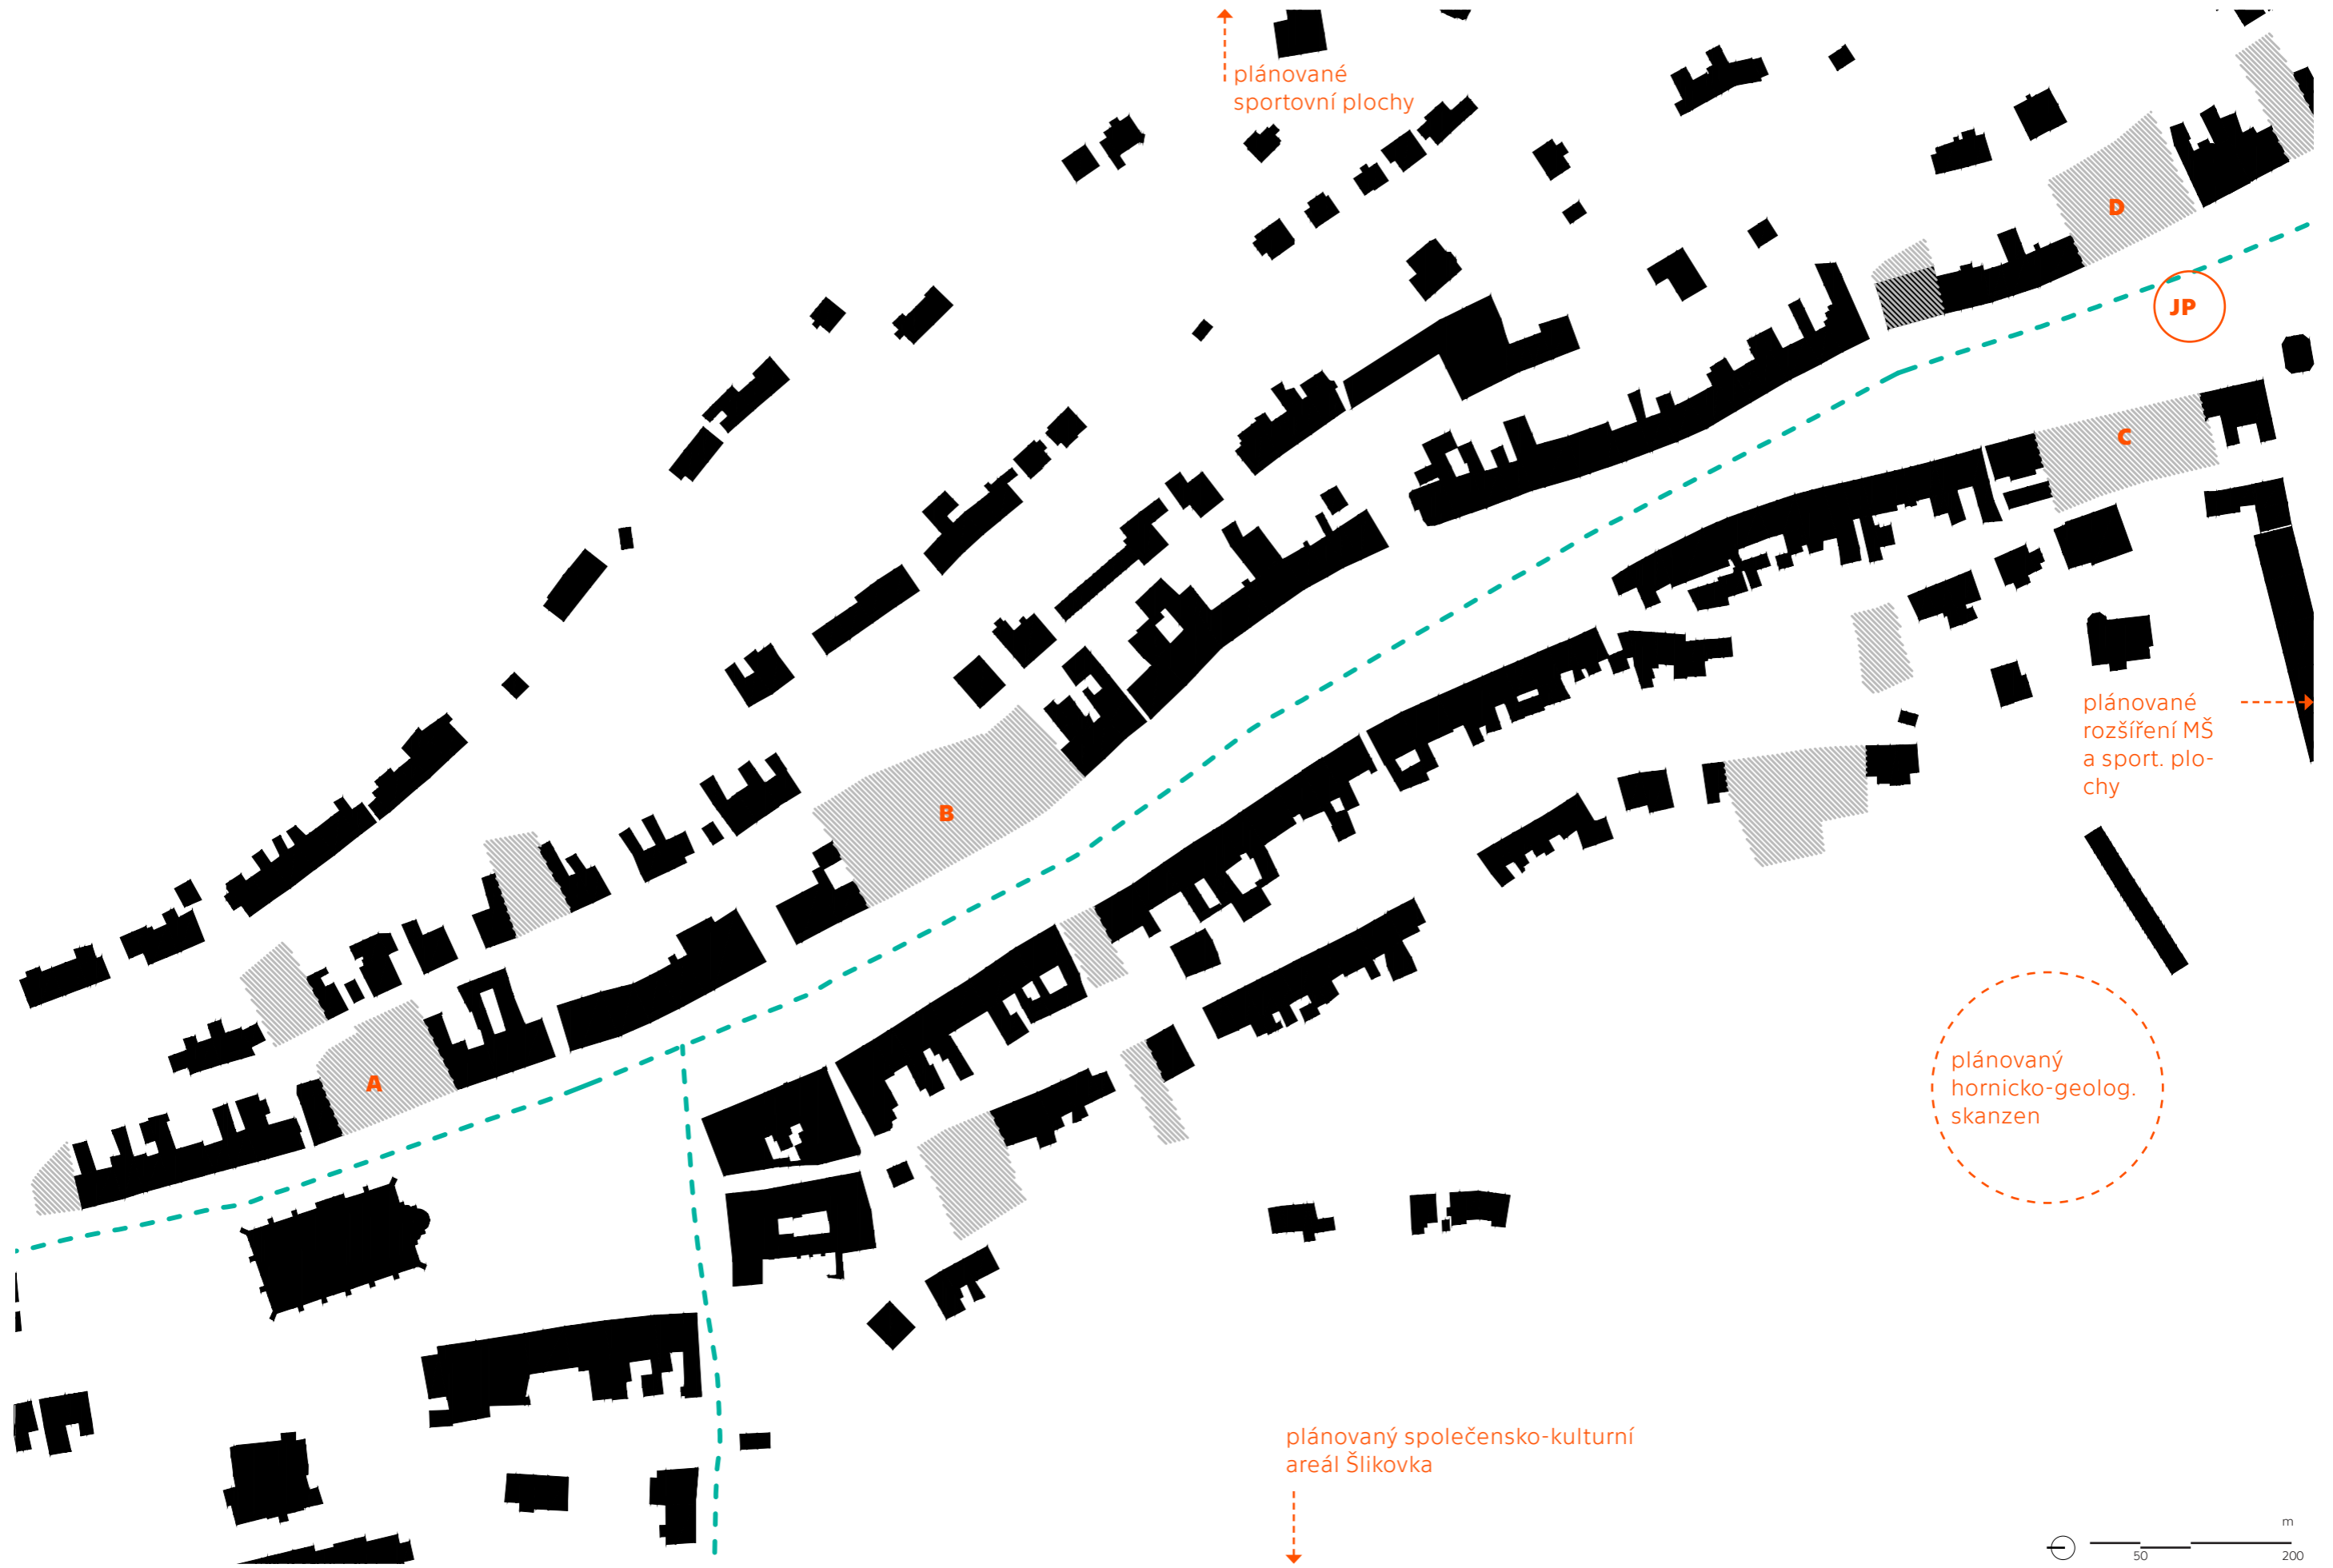 plánované
sportovní plochy
D
JP
C
plánované
rozšíření MŠ
a sport. plo-
chy
B
A
plánovaný
hornicko-geolog.
skanzen
plánovaný společensko-kulturní
areál Šlikovka
m
50
200